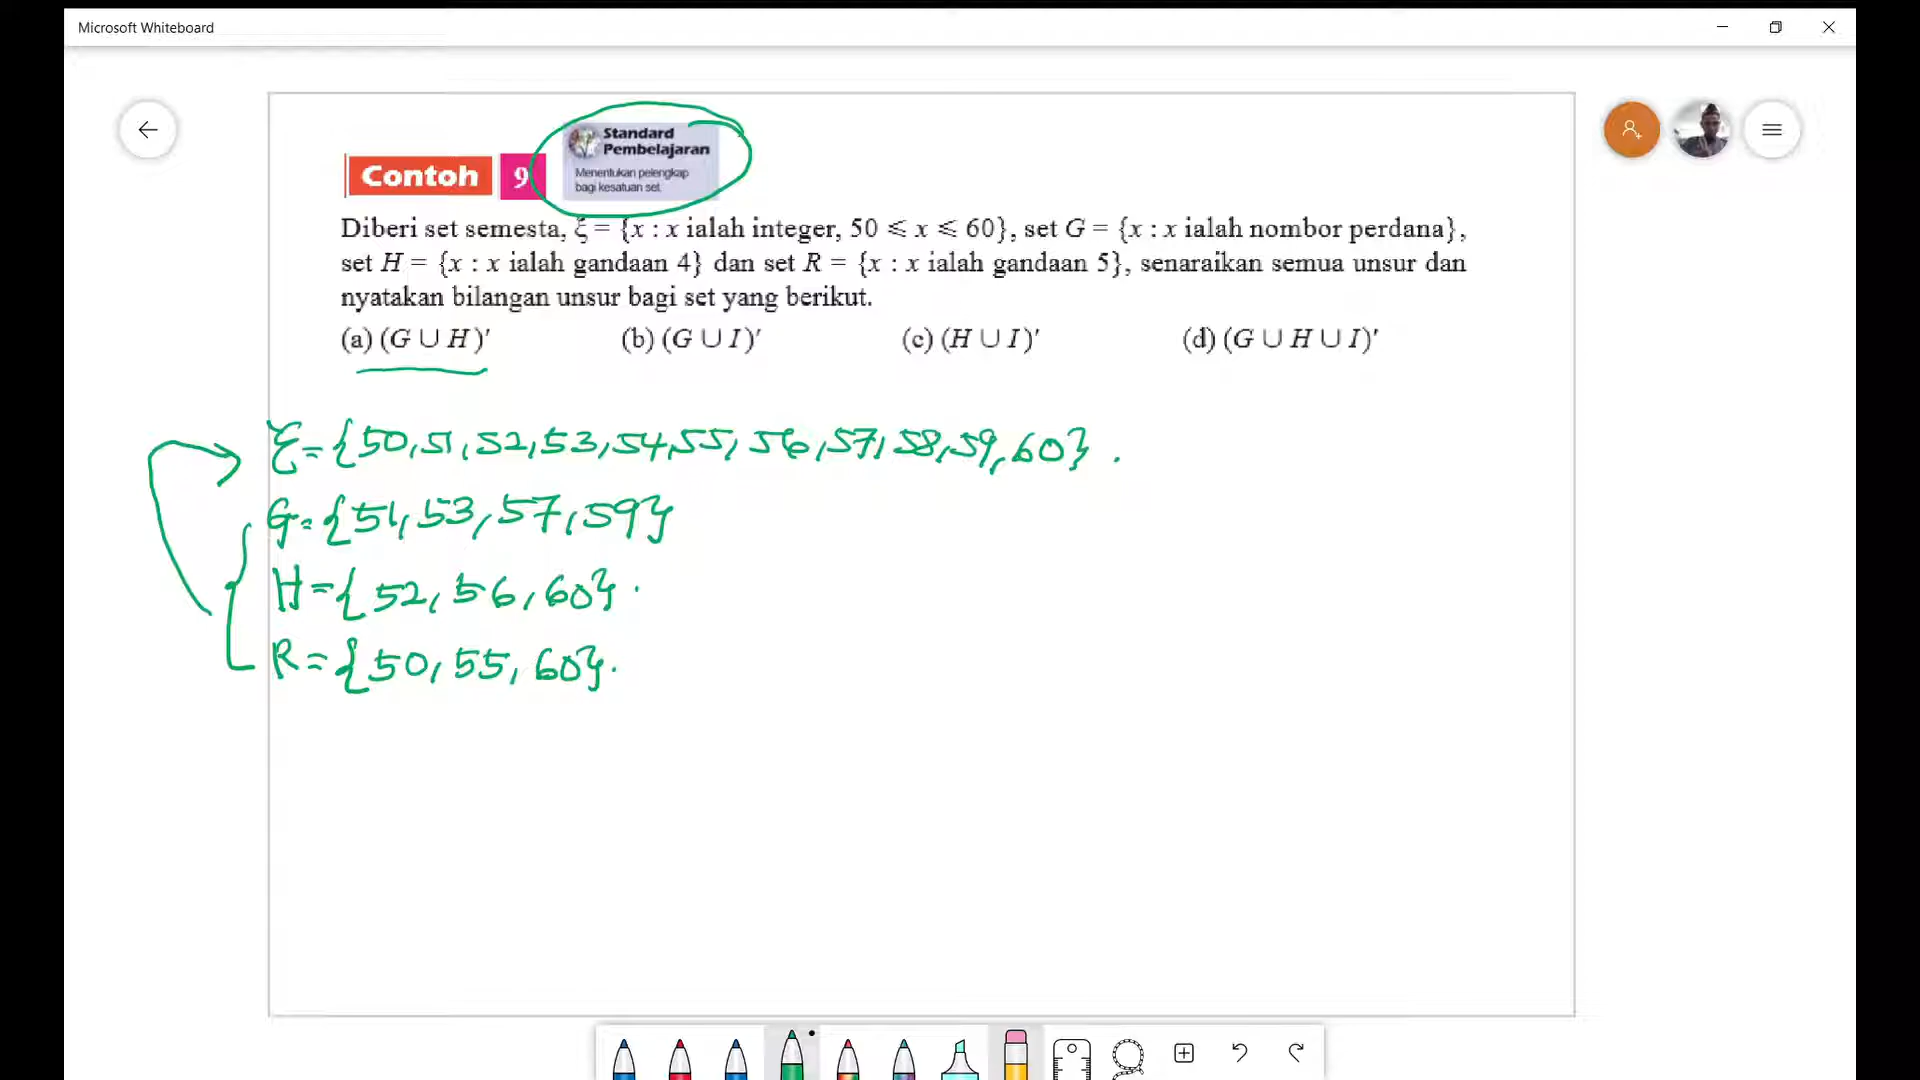 Microsoft Whiteboard
Standard
Pembelajaran
Menentukan pelengkap
bagi kesatuan set.
Contoh 9
Diberi set semesta, ξ = {x : x ialah integer, 50 ⩽ x ⩽ 60}, set G = {x : x ialah nombor perdana},
set H = {x : x ialah gandaan 4} dan set R = {x : x ialah gandaan 5}, senaraikan semua unsur dan
nyatakan bilangan unsur bagi set yang berikut.
(a) (G ∪ H)′ (b) (G ∪ I)′ (c) (H ∪ I)′ (d) (G ∪ H ∪ I)′
ξ = {50, 51, 52, 53, 54, 55, 56, 57, 58, 59, 60} .
G = {51, 53, 57, 59}
H = {52, 56, 60} .
R = {50, 55, 60} .